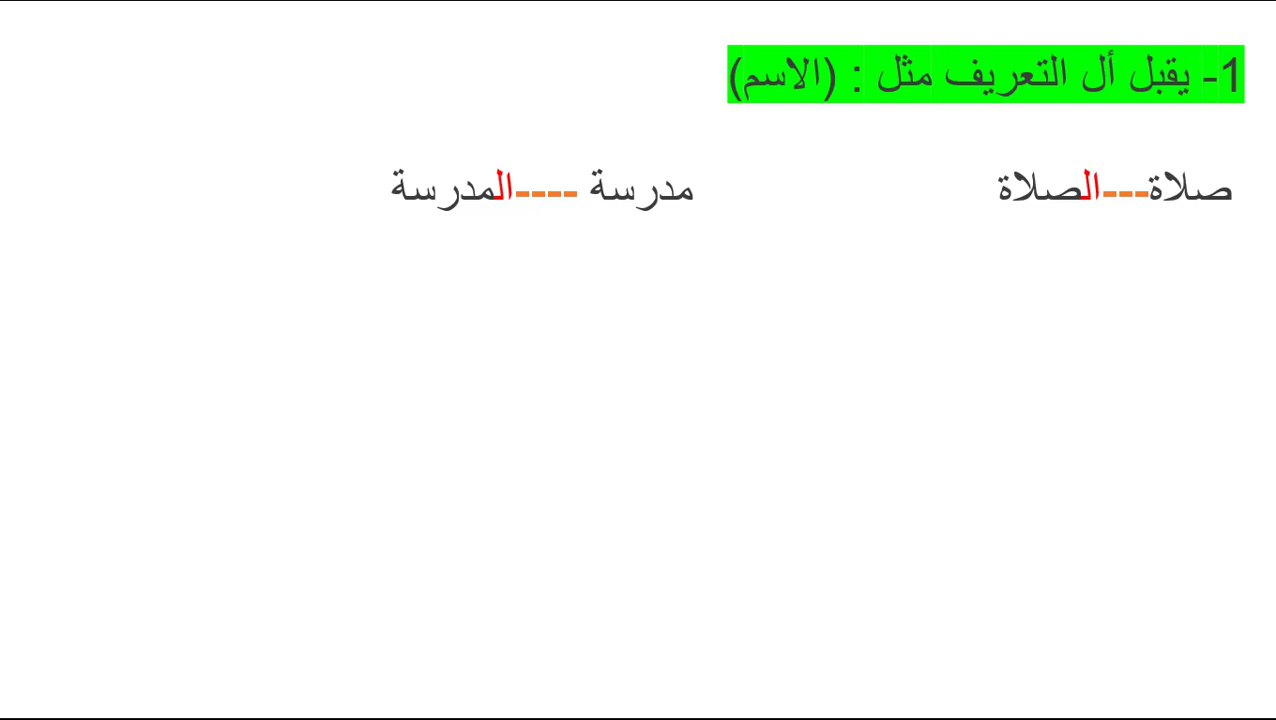 1- يقبل أل التعريف مثل : (الاسم)
صلاة---الصلاة مدرسة ----المدرسة